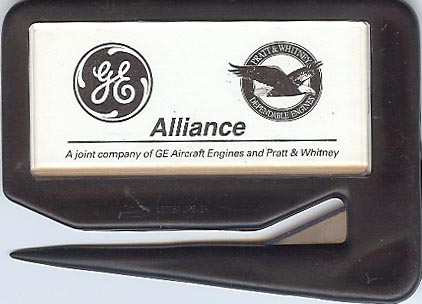 GE
PRATT & WHITNEY
DEPENDABLE ENGINES
Alliance
A joint company of GE Aircraft Engines and Pratt & Whitney